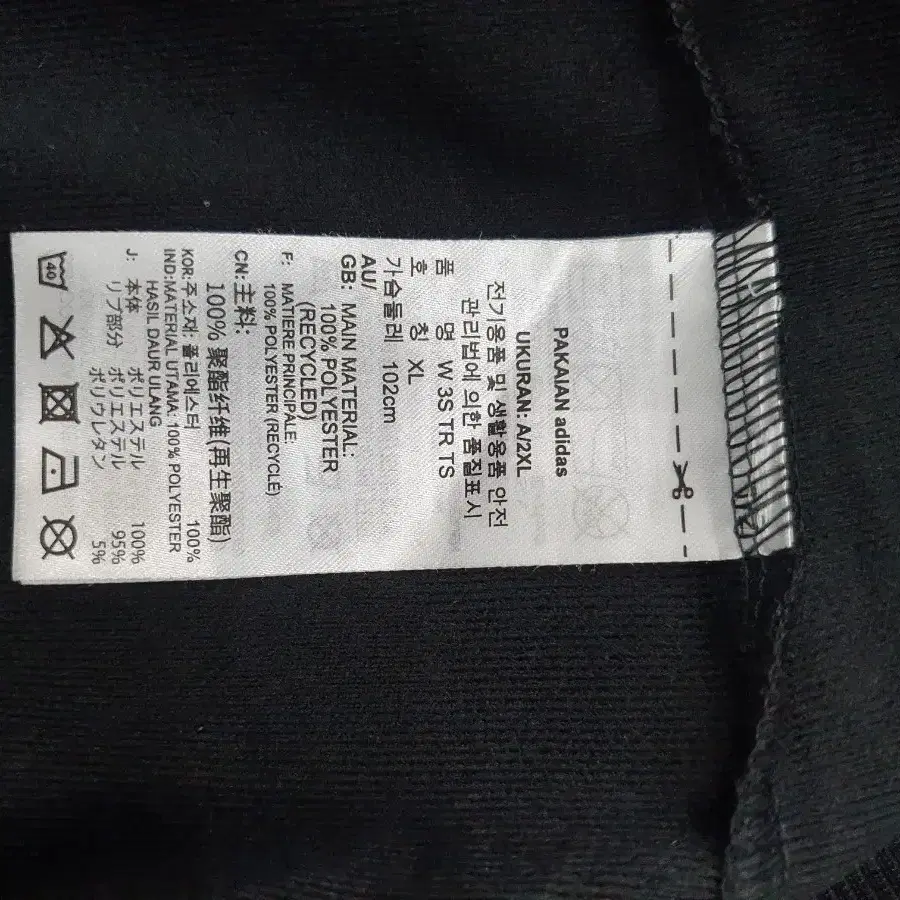 PAKAIAN adidas
UKURAN: A/2XL
전기용품 및 생활용품 안전
관리법에 의한 품질표시
품 명 W 3S TR TS
호 칭 XL
가슴둘레 102cm
AU/
GB: MAIN MATERIAL:
100% POLYESTER
(RECYCLED)
F: MATIERE PRINCIPALE:
100% POLYESTER (RECYCLÉ)
CN:主料:
100% 聚酯纤维(再生聚酯)
KOR:주소재: 폴리에스터 100%
IND:MATERIAL UTAMA: 100% POLYESTER
HASIL DAUR ULANG
J: 本体 ポリエステル 100%
リブ部分 ポリエステル 95%
ポリウレタン 5%
40